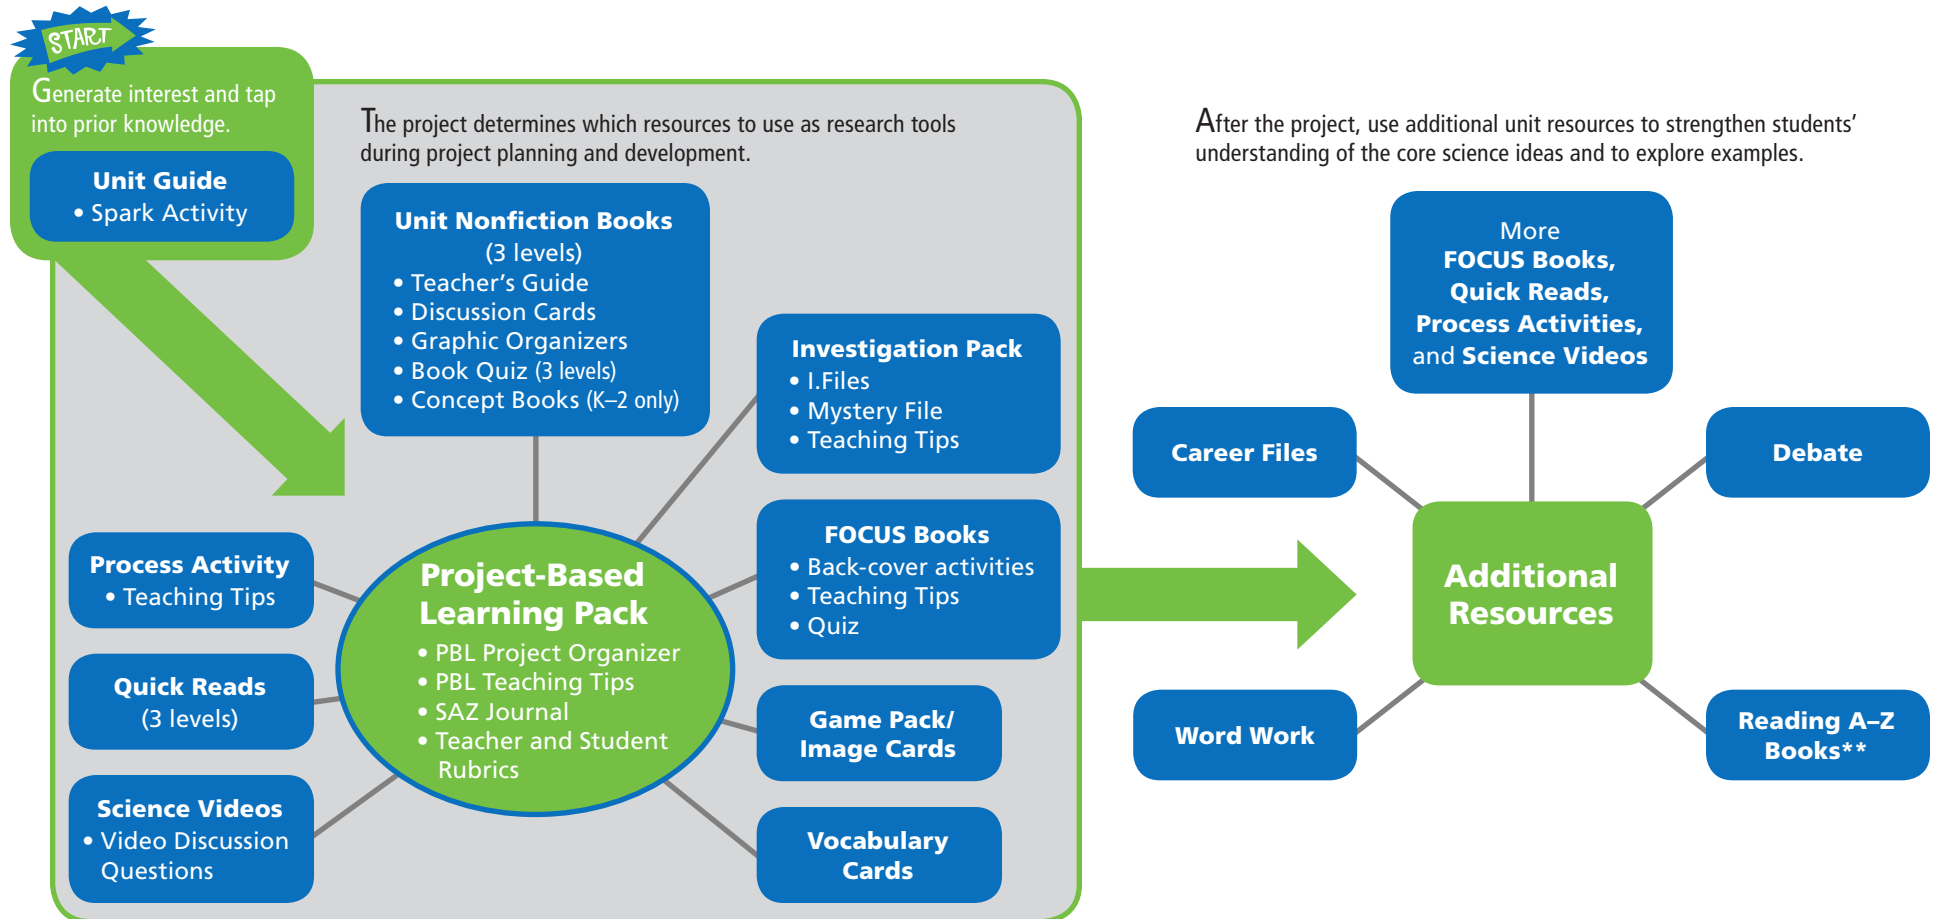 START
Generate interest and tap
into prior knowledge.
Unit Guide
• Spark Activity
The project determines which resources to use as research tools
during project planning and development.
Unit Nonfiction Books
(3 levels)
• Teacher's Guide
• Discussion Cards
• Graphic Organizers
• Book Quiz (3 levels)
• Concept Books (K–2 only)
Investigation Pack
• I.Files
• Mystery File
• Teaching Tips
FOCUS Books
• Back-cover activities
• Teaching Tips
• Quiz
Process Activity
• Teaching Tips
Quick Reads
(3 levels)
Science Videos
• Video Discussion
Questions
Project-Based
Learning Pack
• PBL Project Organizer
• PBL Teaching Tips
• SAZ Journal
• Teacher and Student
Rubrics
Game Pack/
Image Cards
Vocabulary
Cards
After the project, use additional unit resources to strengthen students'
understanding of the core science ideas and to explore examples.
More
FOCUS Books,
Quick Reads,
Process Activities,
and Science Videos
Career Files
Debate
Additional
Resources
Word Work
Reading A–Z
Books**